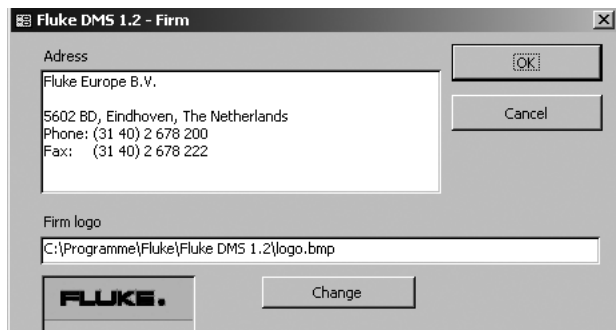 Fluke DMS 1.2 - Firm
Adress
OK
Fluke Europe B.V.
Cancel
5602 BD, Eindhoven, The Netherlands
Phone: (31 40) 2 678 200
Fax: (31 40) 2 678 222
Firm logo
C:\Programme\Fluke\Fluke DMS 1.2\logo.bmp
FLUKE.
Change